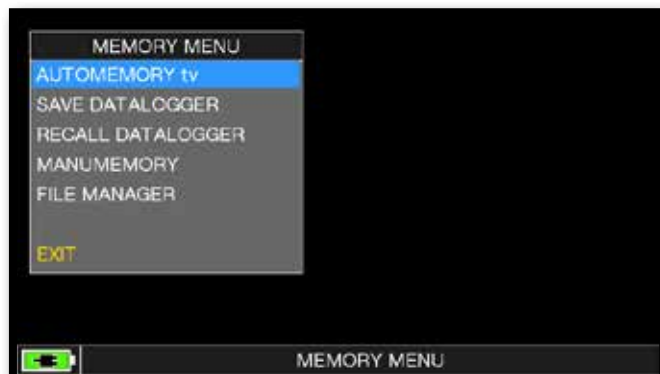 MEMORY MENU
AUTOMEMORY tv
SAVE DATALOGGER
RECALL DATALOGGER
MANUMEMORY
FILE MANAGER
EXIT
MEMORY MENU